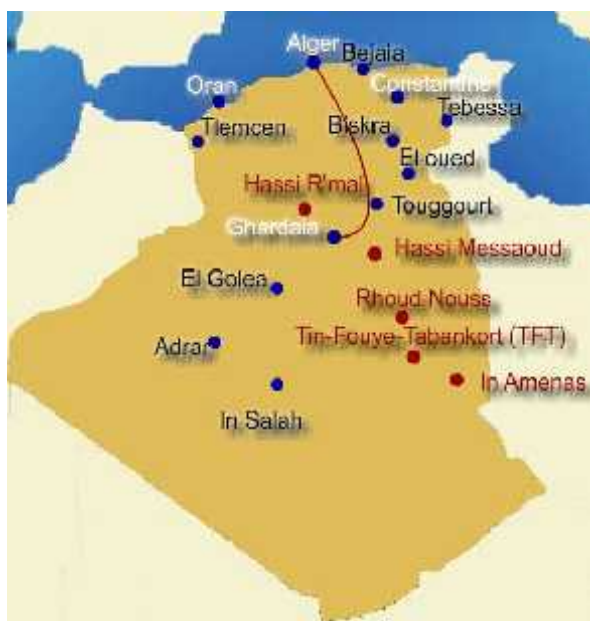 Alger
Bejaia
Oran
Constantine
Tebessa
Tlemcen
Biskra
El oued
Hassi R'mal
Touggourt
Ghardaia
Hassi Messaoud
El Golea
Rhoud Nouss
Tin-Fouye-Tabankort (TFT)
Adrar
In Amenas
In Salah